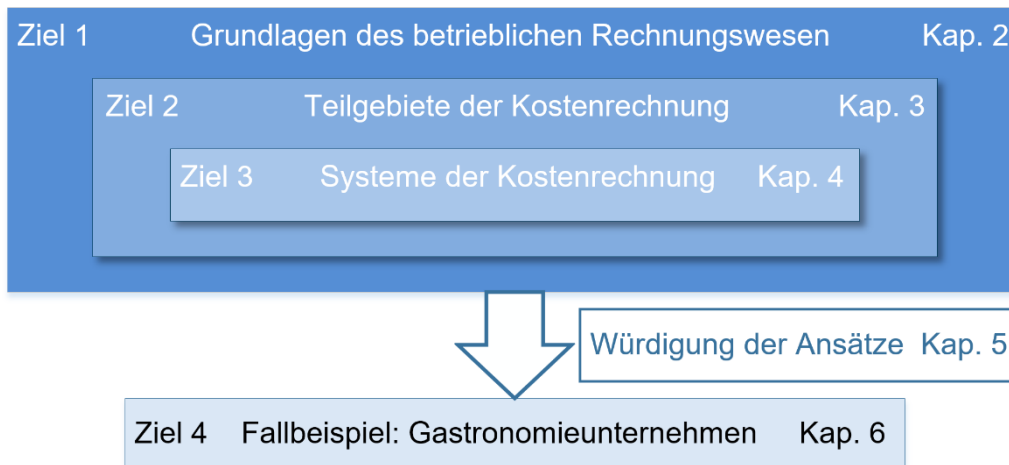 Ziel 1 Grundlagen des betrieblichen Rechnungswesen Kap. 2
Ziel 2 Teilgebiete der Kostenrechnung Kap. 3
Ziel 3 Systeme der Kostenrechnung Kap. 4
Würdigung der Ansätze Kap. 5
Ziel 4 Fallbeispiel: Gastronomieunternehmen Kap. 6